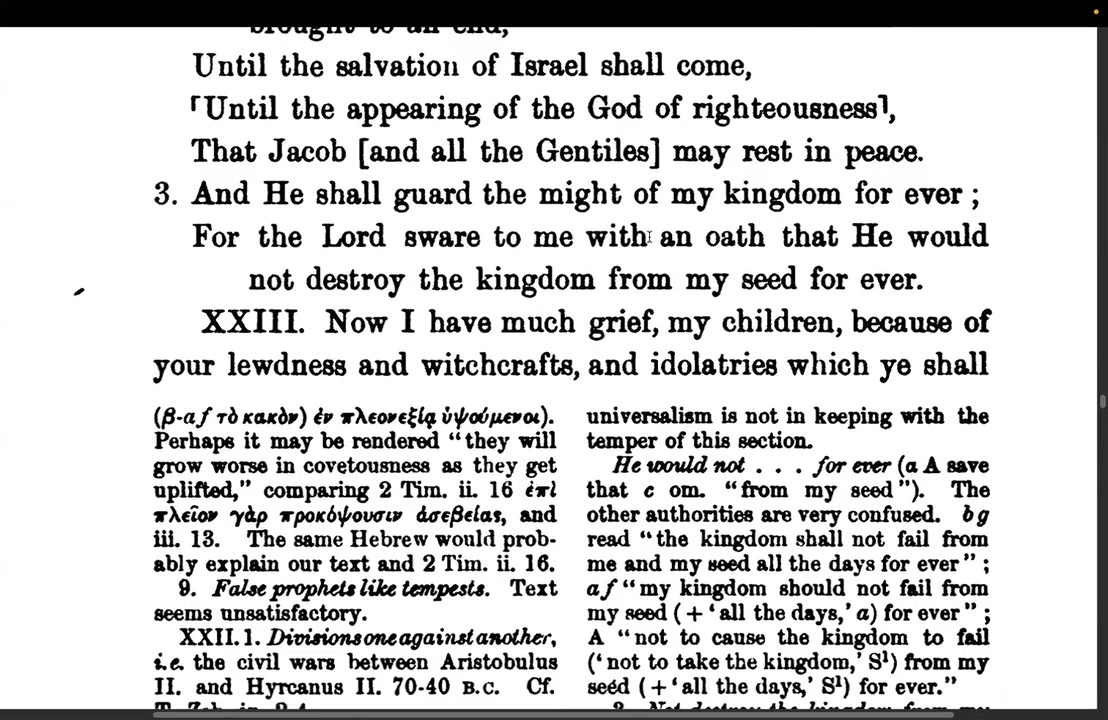 brought to an end,
Until the salvation of Israel shall come,
⌜Until the appearing of the God of righteousness⌝,
That Jacob [and all the Gentiles] may rest in peace.
3. And He shall guard the might of my kingdom for ever ;
For the Lord sware to me with an oath that He would
not destroy the kingdom from my seed for ever.
XXIII. Now I have much grief, my children, because of
your lewdness and witchcrafts, and idolatries which ye shall
(β-a f τὸ κακὸν) ἐν πλεονεξίᾳ ὑψούμενοι).
Perhaps it may be rendered “they will
grow worse in covetousness as they get
uplifted,” comparing 2 Tim. ii. 16 ἐπὶ
πλεῖον γὰρ προκόψουσιν ἀσεβείας, and
iii. 13. The same Hebrew would prob-
ably explain our text and 2 Tim. ii. 16.
9. False prophets like tempests. Text
seems unsatisfactory.
XXII. 1. Divisions one against another,
i.e. the civil wars between Aristobulus
II. and Hyrcanus II. 70-40 B.C. Cf.
universalism is not in keeping with the
temper of this section.
He would not . . . for ever (a A save
that c om. “from my seed”). The
other authorities are very confused. b g
read “the kingdom shall not fail from
me and my seed all the days for ever” ;
a f “my kingdom should not fail from
my seed (+‘all the days,’ a) for ever” ;
A “not to cause the kingdom to fail
(‘not to take the kingdom,’ S¹) from my
seed (+‘all the days,’ S¹) for ever.”